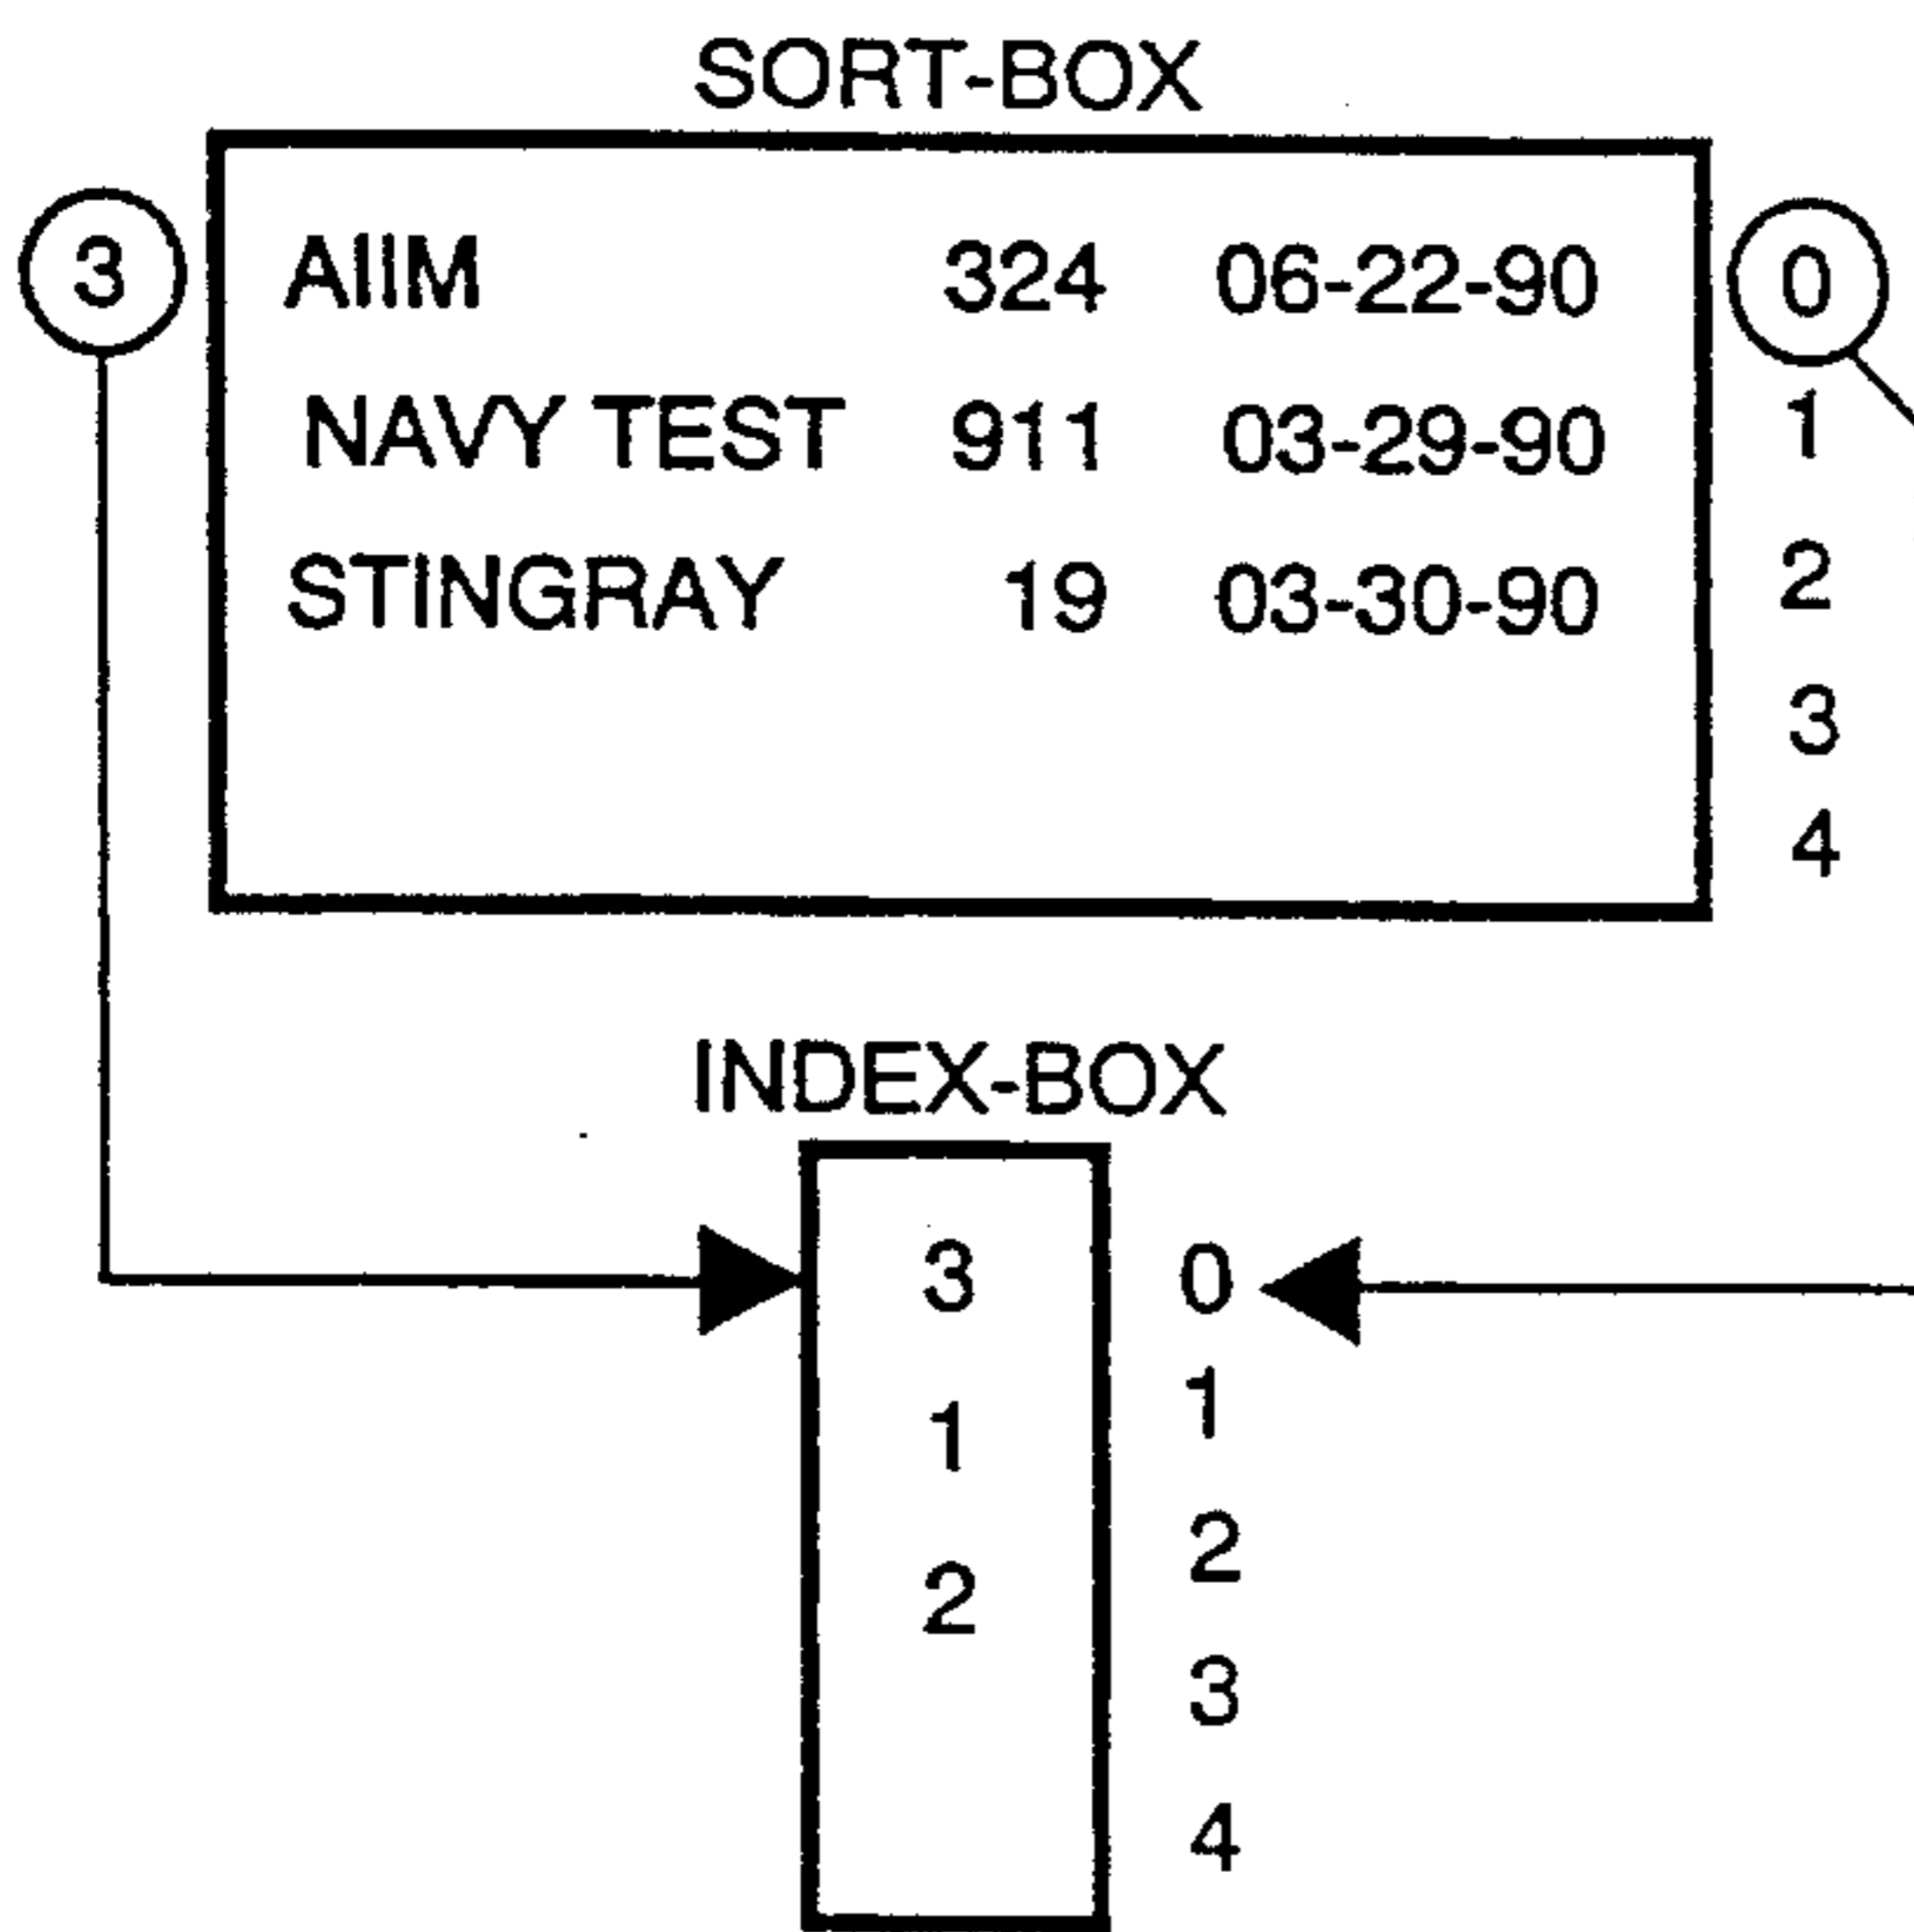 SORT-BOX
3 AIIM 324 06-22-90 0
NAVY TEST 911 03-29-90 1
STINGRAY 19 03-30-90 2
3
4
INDEX-BOX
3 0
1 1
2 2
3
4